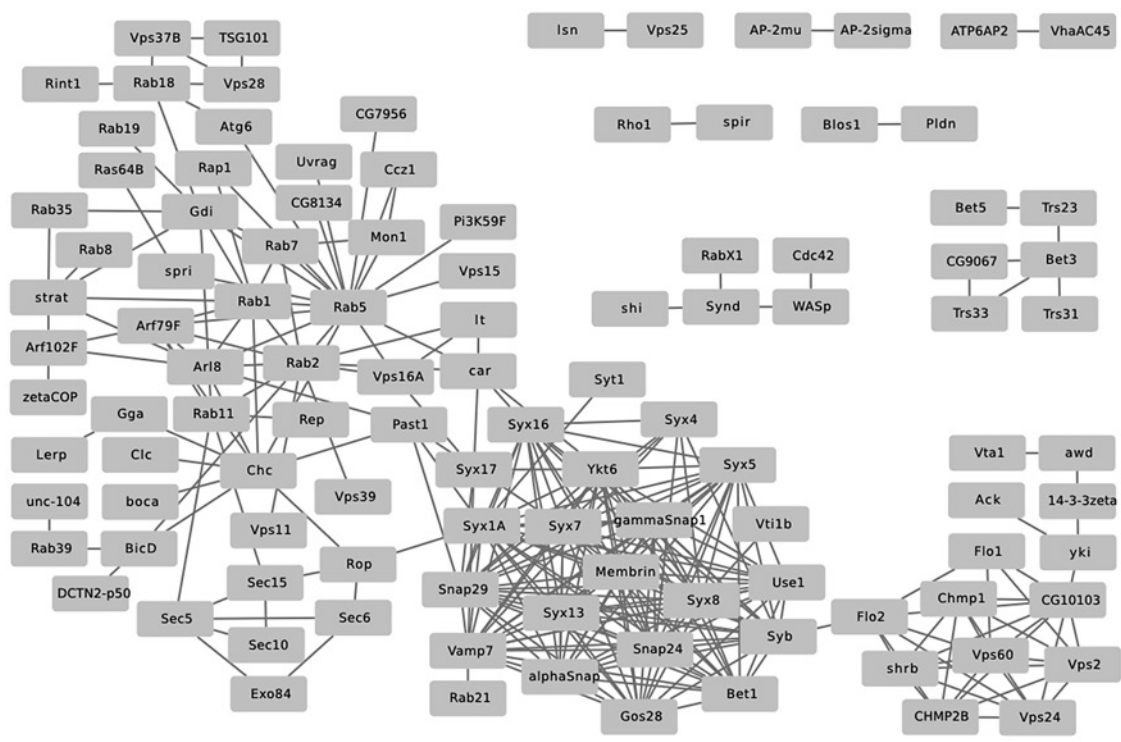 Vps37B
TSG101
Isn
Vps25
AP-2mu
AP-2sigma
ATP6AP2
VhaAC45
Rint1
Rab18
Vps28
CG7956
Rab19
Atg6
Rho1
spir
Blos1
Pldn
Ras64B
Rap1
Uvrag
Ccz1
Rab35
Gdi
CG8134
Bet5
Trs23
Rab8
Rab7
Mon1
Pi3K59F
spri
Vps15
RabX1
Cdc42
CG9067
Bet3
strat
Rab1
Rab5
shi
Synd
WASp
Trs33
Trs31
Arf79F
lt
Arf102F
Arl8
Rab2
Vps16A
car
Syt1
zetaCOP
Gga
Rab11
Rep
Past1
Syx16
Syx4
Lerp
Clc
Chc
Syx17
Ykt6
Syx5
Vta1
awd
unc-104
boca
Vps39
Ack
14-3-3zeta
Vps11
Syx1A
Syx7
gammaSnap1
Vti1b
Rab39
BicD
Rop
Membrin
Flo1
yki
DCTN2-p50
Sec15
Snap29
Use1
Sec5
Sec6
Syx13
Syx8
Chmp1
CG10103
Sec10
Vamp7
Snap24
Syb
Flo2
Exo84
Rab21
alphaSnap
Bet1
shrb
Vps60
Vps2
Gos28
CHMP2B
Vps24